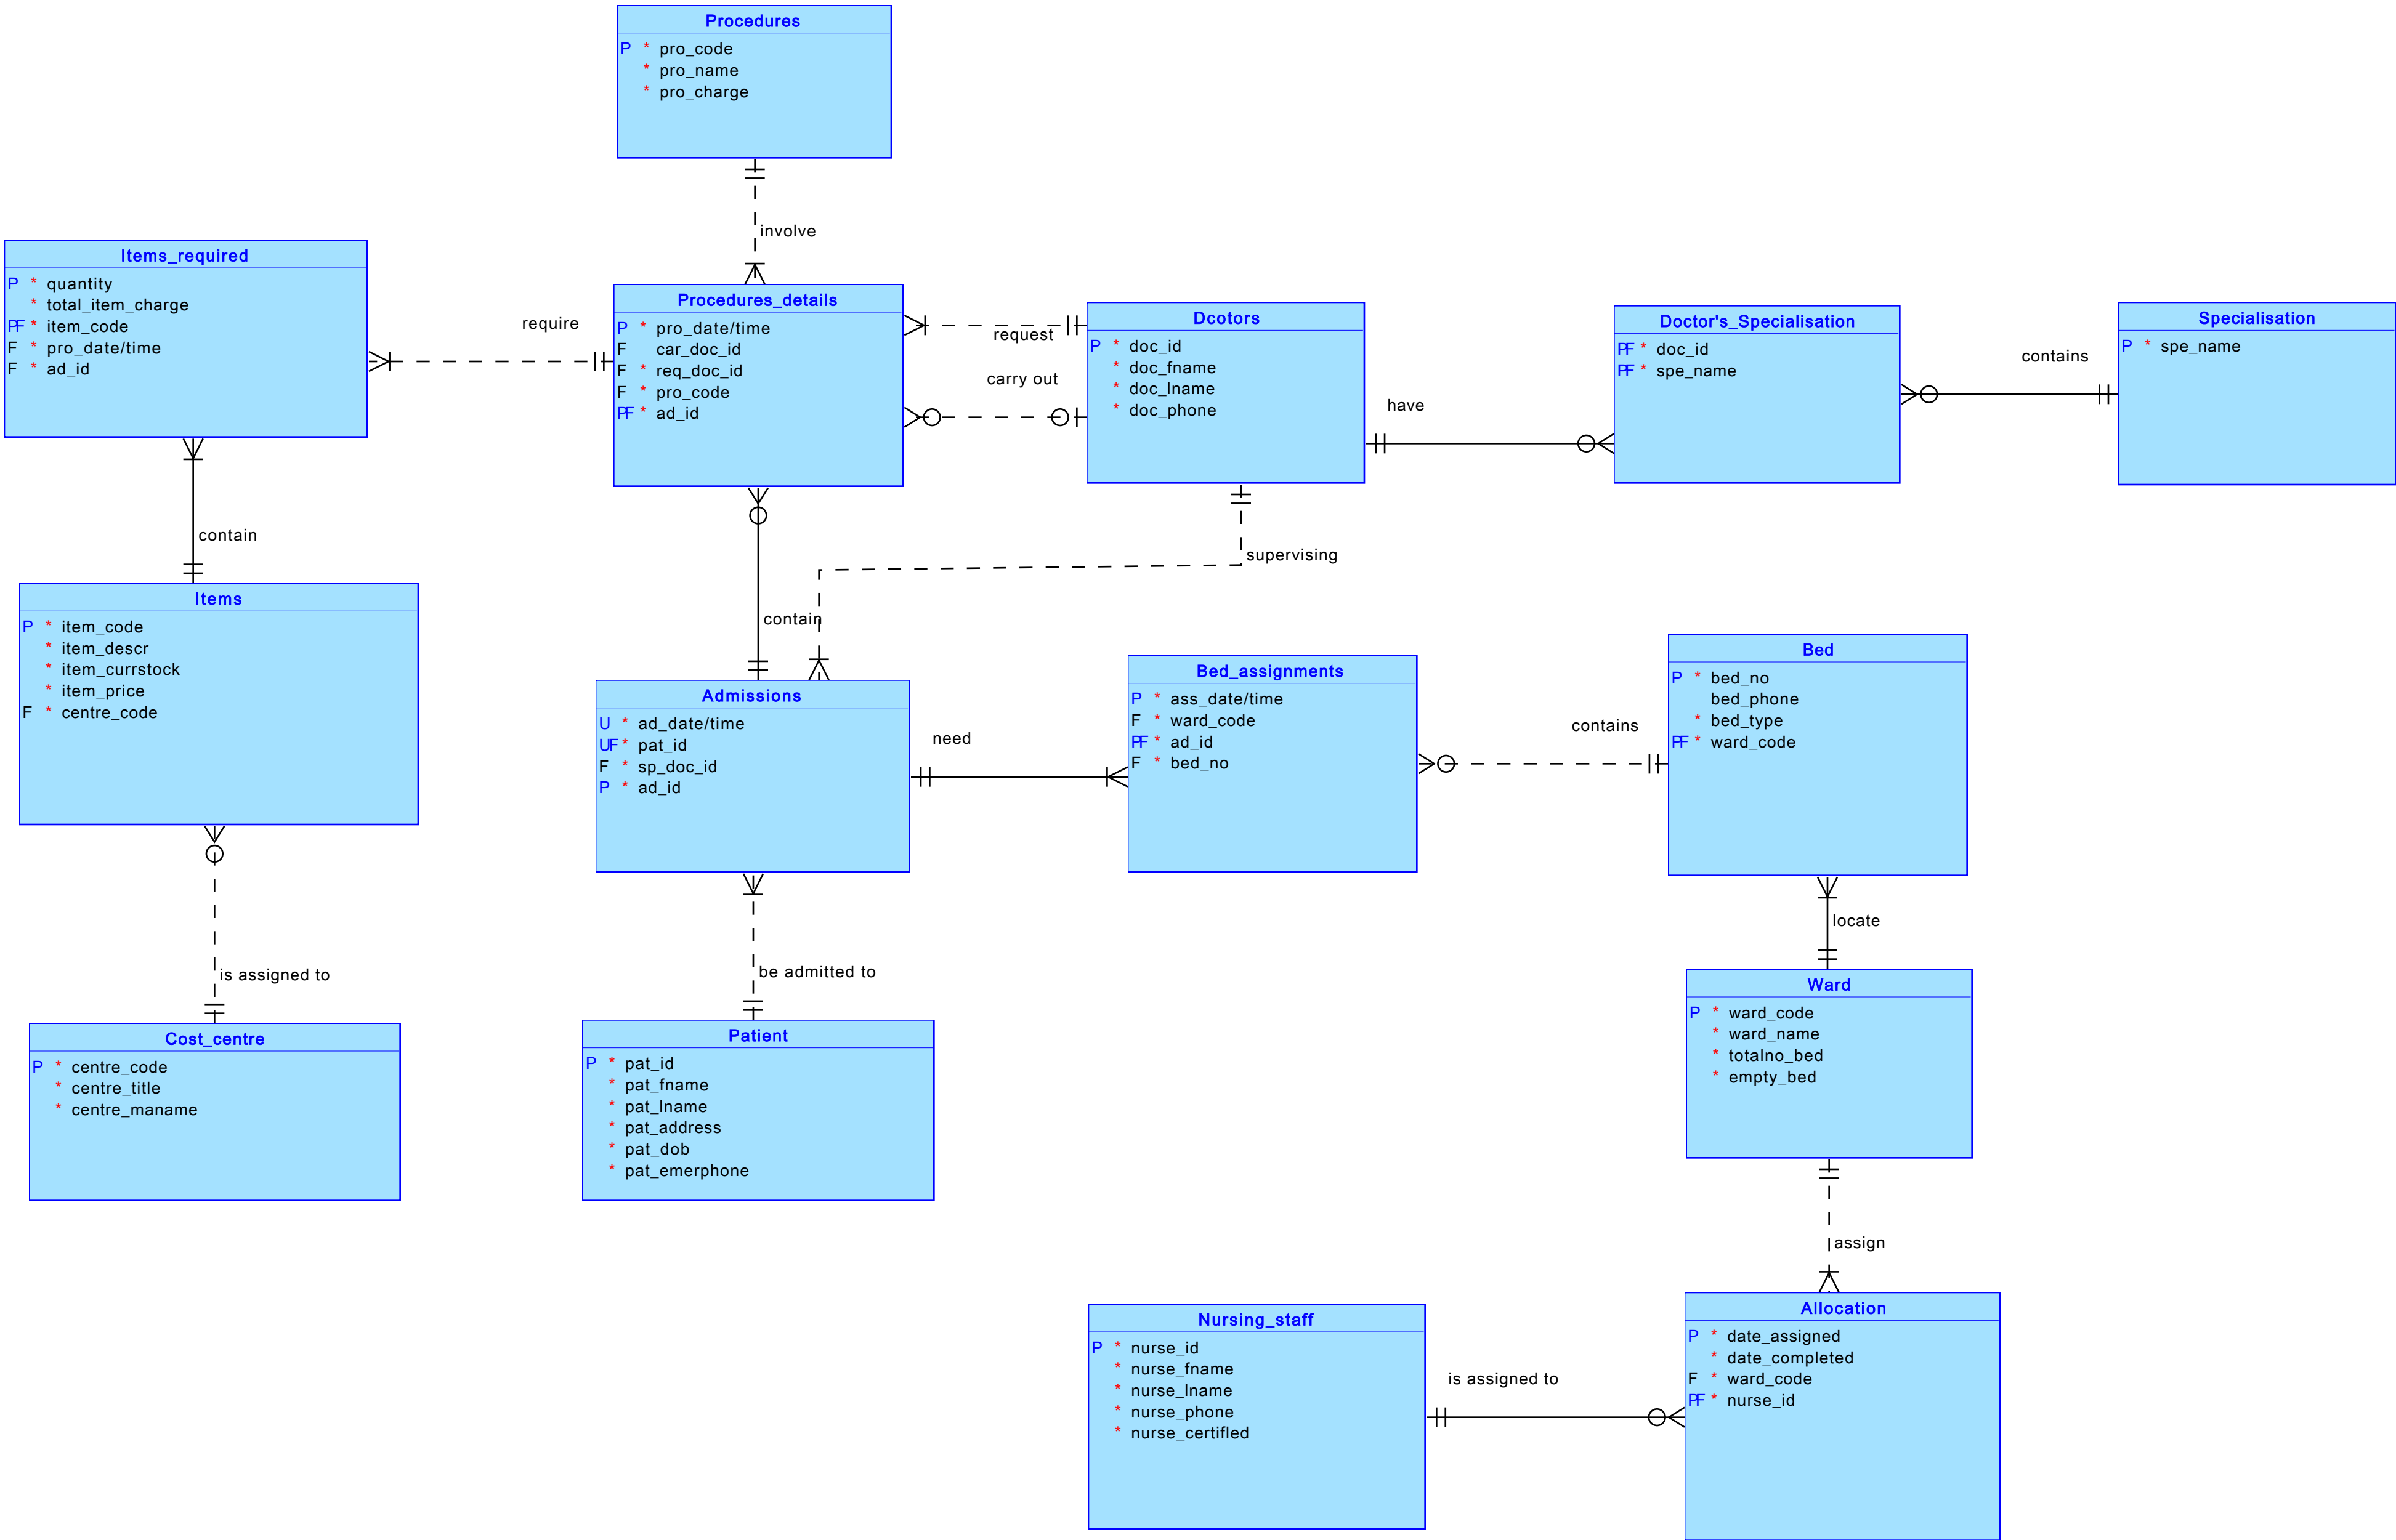 Procedures
P * pro_code
* pro_name
* pro_charge
involve
Items_required
P * quantity
* total_item_charge
PF * item_code
F * pro_date/time
F * ad_id
require
Procedures_details
P * pro_date/time
F car_doc_id
F * req_doc_id
F * pro_code
PF * ad_id
request
carry out
Dcotors
P * doc_id
* doc_fname
* doc_lname
* doc_phone
have
Doctor's_Specialisation
PF * doc_id
PF * spe_name
contains
Specialisation
P * spe_name
contain
supervising
contain
Items
P * item_code
* item_descr
* item_currstock
* item_price
F * centre_code
Admissions
U * ad_date/time
UF * pat_id
F * sp_doc_id
P * ad_id
need
Bed_assignments
P * ass_date/time
F * ward_code
PF * ad_id
F * bed_no
contains
Bed
P * bed_no
bed_phone
* bed_type
PF * ward_code
locate
is assigned to
be admitted to
Cost_centre
P * centre_code
* centre_title
* centre_maname
Patient
P * pat_id
* pat_fname
* pat_lname
* pat_address
* pat_dob
* pat_emerphone
Ward
P * ward_code
* ward_name
* totalno_bed
* empty_bed
assign
Nursing_staff
P * nurse_id
* nurse_fname
* nurse_lname
* nurse_phone
* nurse_certifled
is assigned to
Allocation
P * date_assigned
* date_completed
F * ward_code
PF * nurse_id